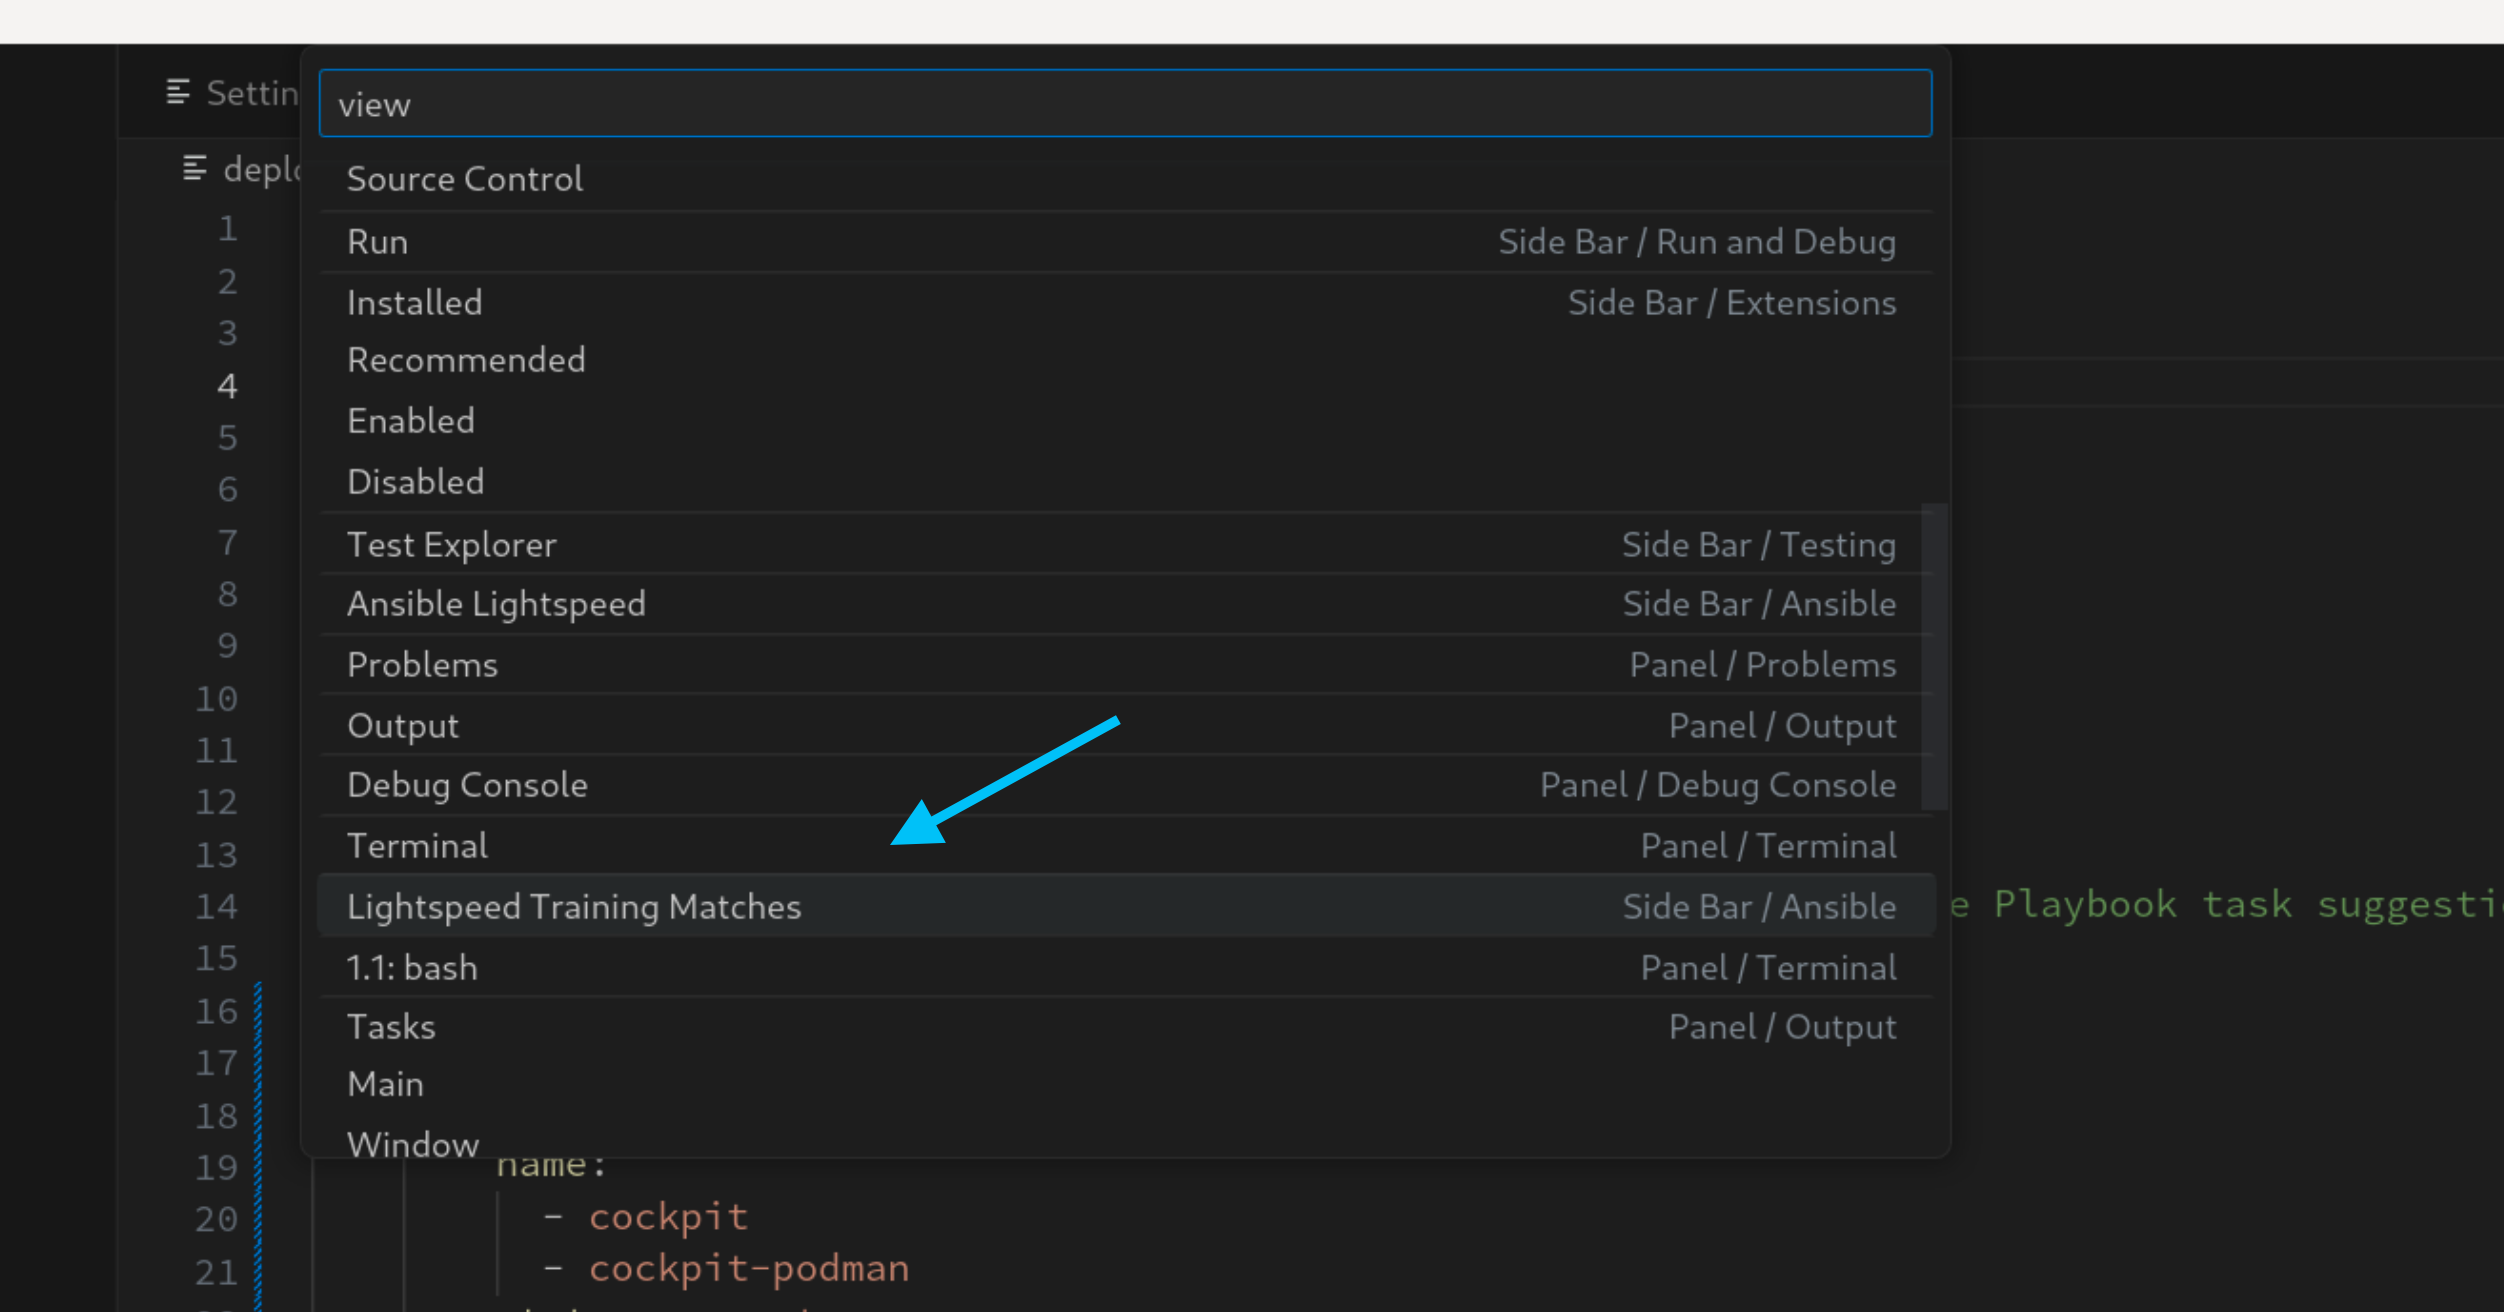 Settin
view
deplo
Source Control
1
Run Side Bar / Run and Debug
2
Installed Side Bar / Extensions
3
Recommended
4
Enabled
5
Disabled
6
7
Test Explorer Side Bar / Testing
8
Ansible Lightspeed Side Bar / Ansible
9
Problems Panel / Problems
10
Output Panel / Output
11
Debug Console Panel / Debug Console
12
Terminal Panel / Terminal
13
Lightspeed Training Matches Side Bar / Ansible
14 e Playbook task suggesti
15
1.1: bash Panel / Terminal
16
Tasks Panel / Output
17
Main
18
Window
19 name:
20 - cockpit
21 - cockpit-podman